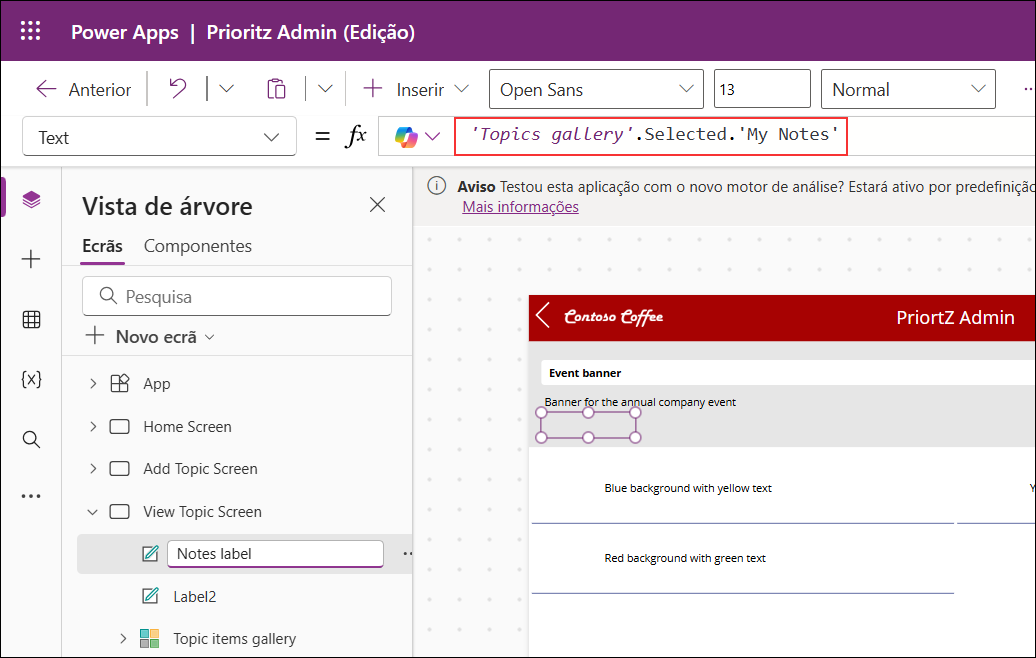 Power Apps | Prioritz Admin (Edição)
Anterior Inserir Open Sans 13 Normal
Text = fx 'Topics gallery'.Selected.'My Notes'
Vista de árvore
Ecrãs Componentes
Pesquisa
Novo ecrã
App
Home Screen
Add Topic Screen
View Topic Screen
Notes label
Label2
Topic items gallery
Aviso Testou esta aplicação com o novo motor de análise? Estará ativo por predefinição
Mais informações
Contoso Coffee PriortZ Admin
Event banner
Banner for the annual company event
Blue background with yellow text
Red background with green text